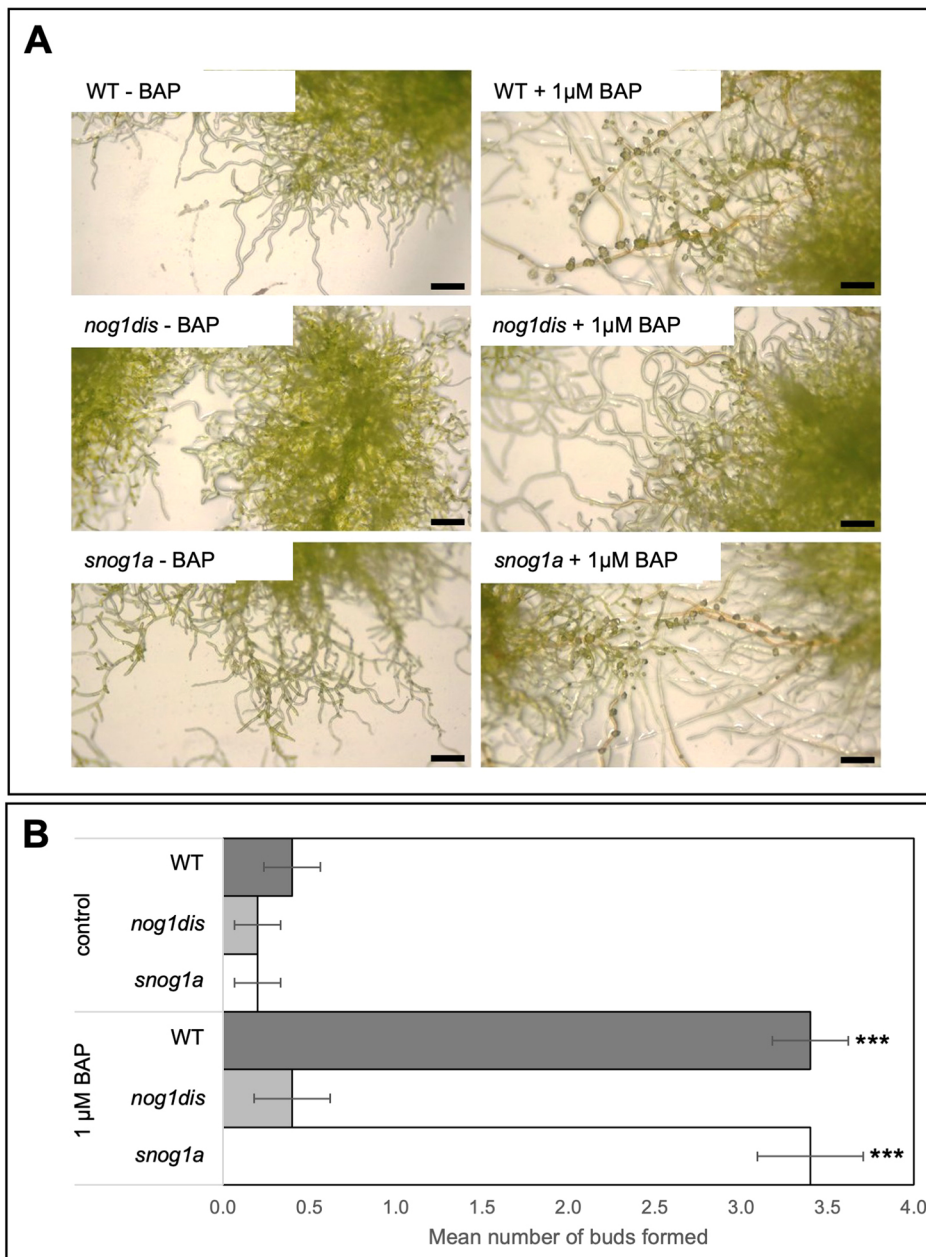 A
WT - BAP
WT + 1µM BAP
nog1dis - BAP
nog1dis + 1µM BAP
snog1a - BAP
snog1a + 1µM BAP
B
control
WT
nog1dis
snog1a
1 µM BAP
WT
***
nog1dis
snog1a
***
0.0 0.5 1.0 1.5 2.0 2.5 3.0 3.5 4.0
Mean number of buds formed